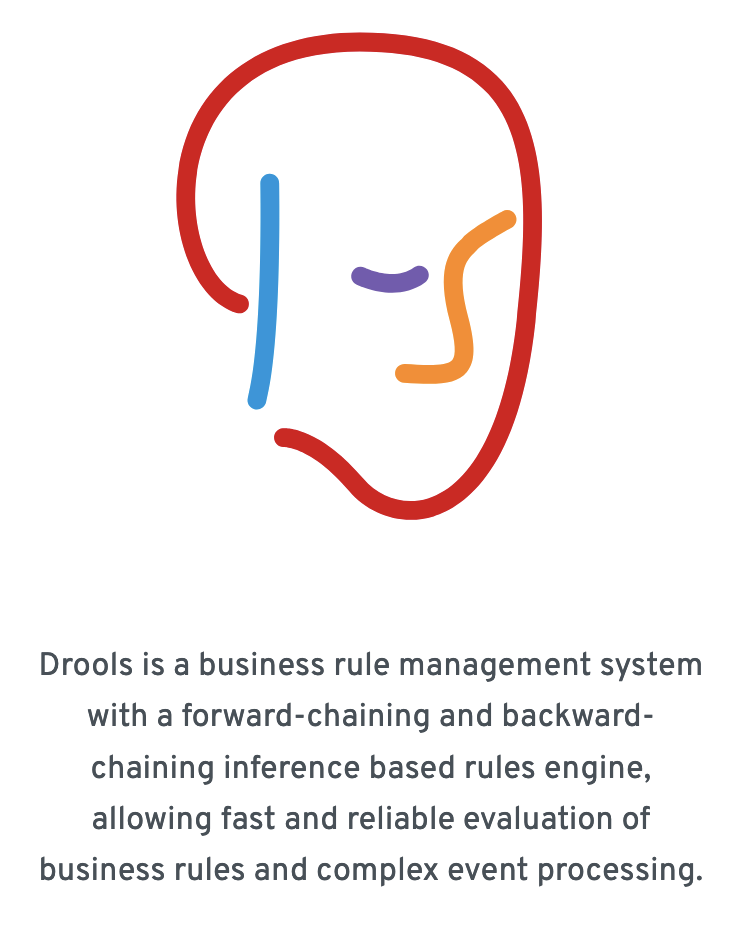 Drools is a business rule management system
with a forward-chaining and backward-
chaining inference based rules engine,
allowing fast and reliable evaluation of
business rules and complex event processing.